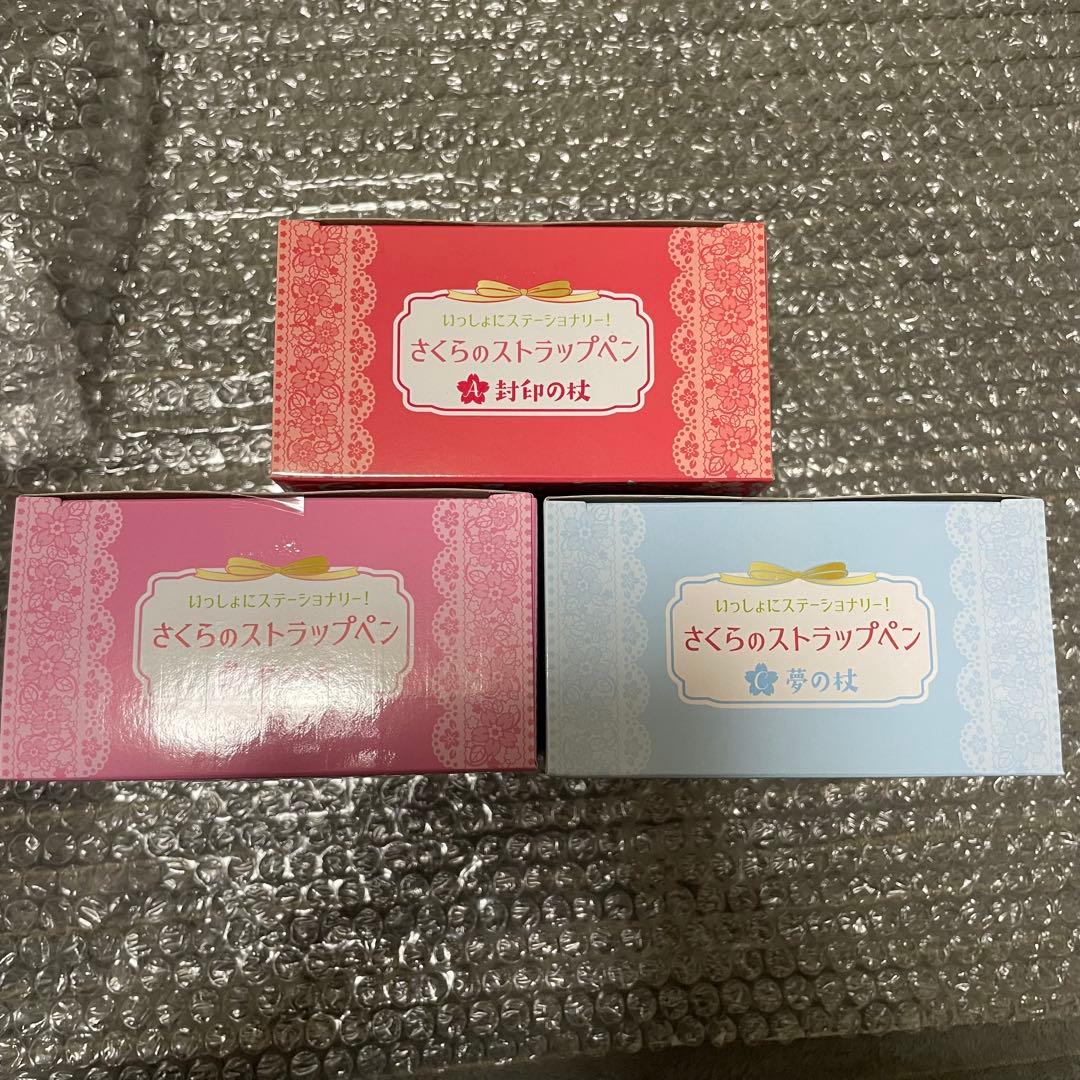 いっしょにステーショナリー!
さくらのストラップペン
A 封印の杖
いっしょにステーショナリー!
さくらのストラップペン
いっしょにステーショナリー!
さくらのストラップペン
C 夢の杖